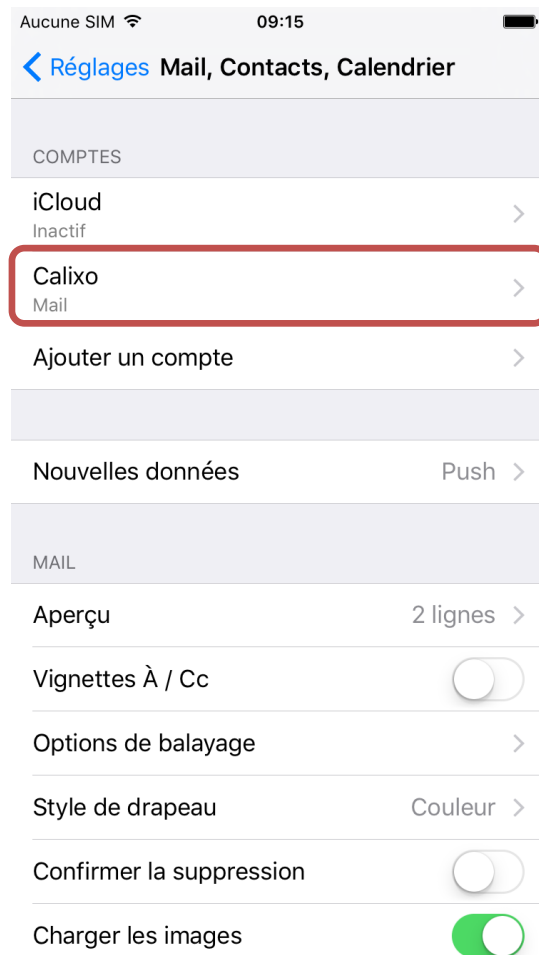 Aucune SIM 09:15
Réglages Mail, Contacts, Calendrier
COMPTES
iCloud
Inactif
Calixo
Mail
Ajouter un compte
Nouvelles données Push
MAIL
Aperçu 2 lignes
Vignettes À / Cc
Options de balayage
Style de drapeau Couleur
Confirmer la suppression
Charger les images